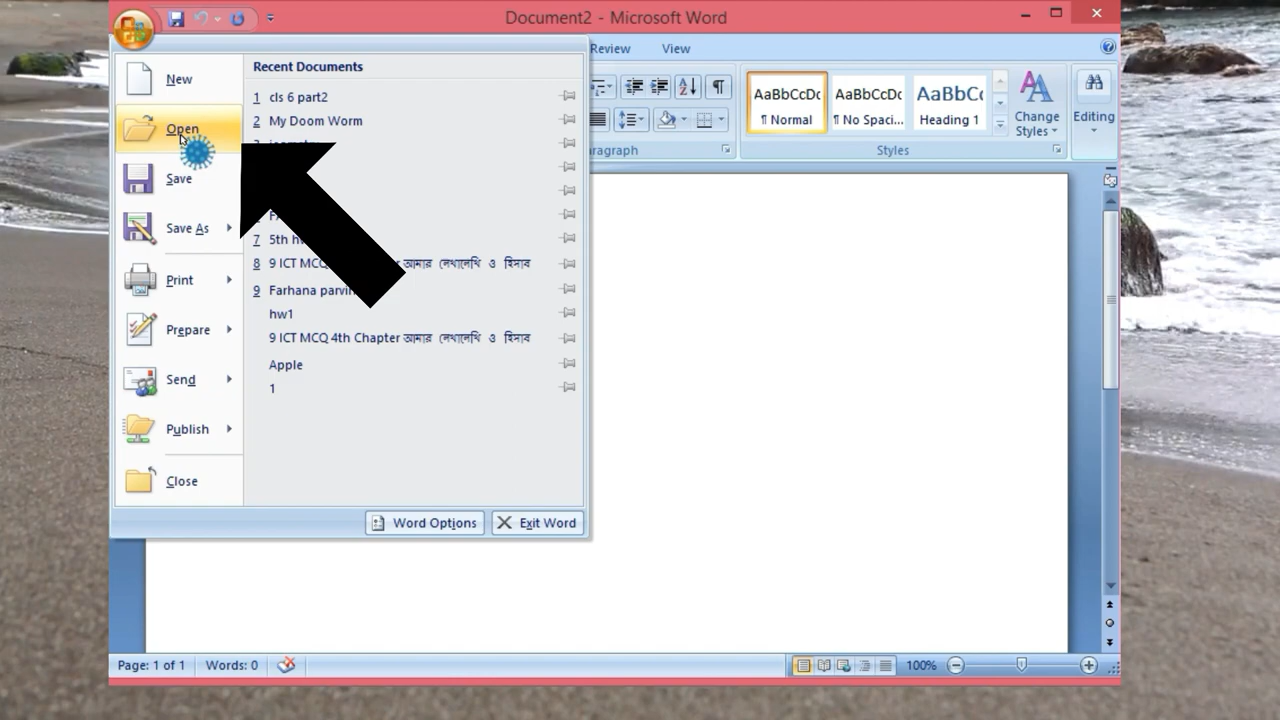 Document2 - Microsoft Word
Review View
New
Open
Save
Save As
Print
Prepare
Send
Publish
Close
Recent Documents
1 cls 6 part2
2 My Doom Worm
7 5th
8 9 ICT MCQ আমার লেখালেখি ও হিসাব
9 Farhana parvin
hw1
9 ICT MCQ 4th Chapter আমার লেখালেখি ও হিসাব
Apple
1
Word Options Exit Word
AaBbCcDc AaBbCcDc AaBbCc
¶ Normal ¶ No Spaci... Heading 1
Change
Styles
Editing
Styles
Page: 1 of 1 Words: 0 100%